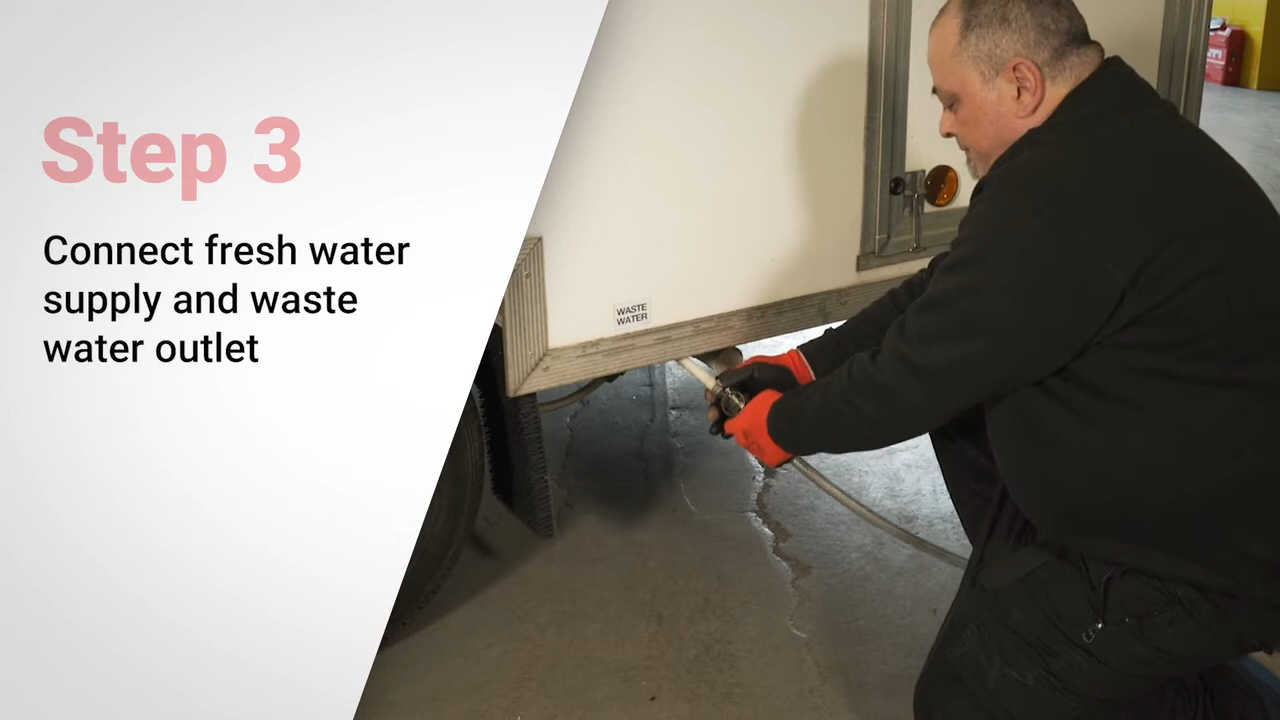 Step 3
Connect fresh water
supply and waste
water outlet
WASTE
WATER